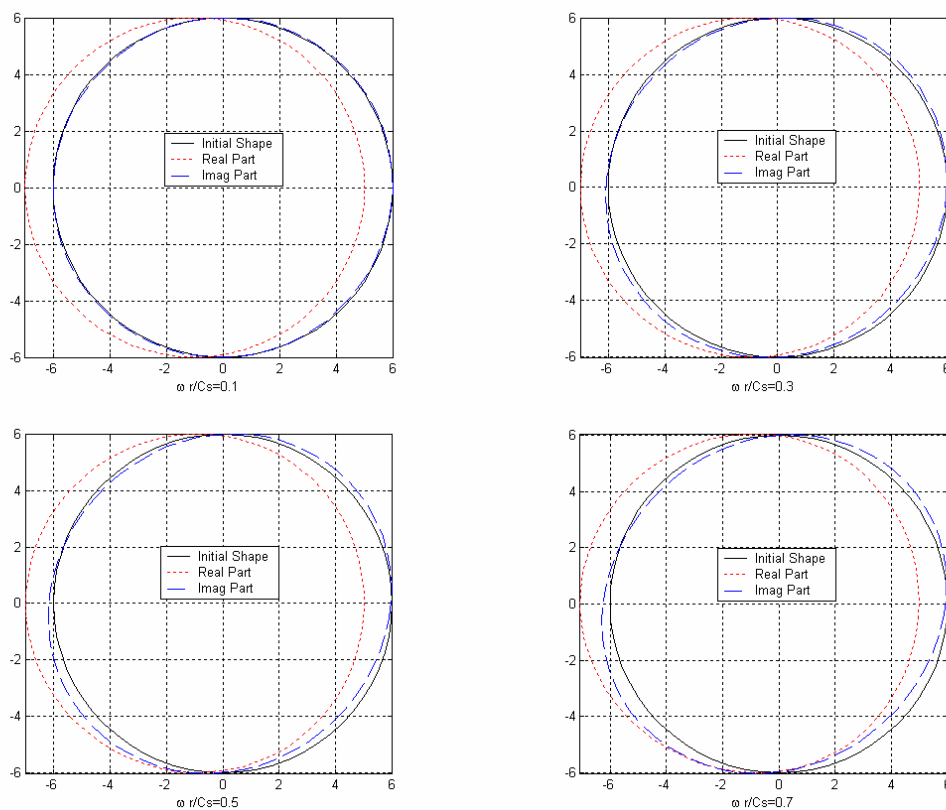 6
4
2
0
-2
-4
-6
-6 -4 -2 0 2 4 6
Initial Shape
Real Part
Imag Part
ω r/Cs=0.1
6
4
2
0
-2
-4
-6
-6 -4 -2 0 2 4 6
Initial Shape
Real Part
Imag Part
ω r/Cs=0.3
6
4
2
0
-2
-4
-6
-6 -4 -2 0 2 4 6
Initial Shape
Real Part
Imag Part
ω r/Cs=0.5
6
4
2
0
-2
-4
-6
-6 -4 -2 0 2 4 6
Initial Shape
Real Part
Imag Part
ω r/Cs=0.7